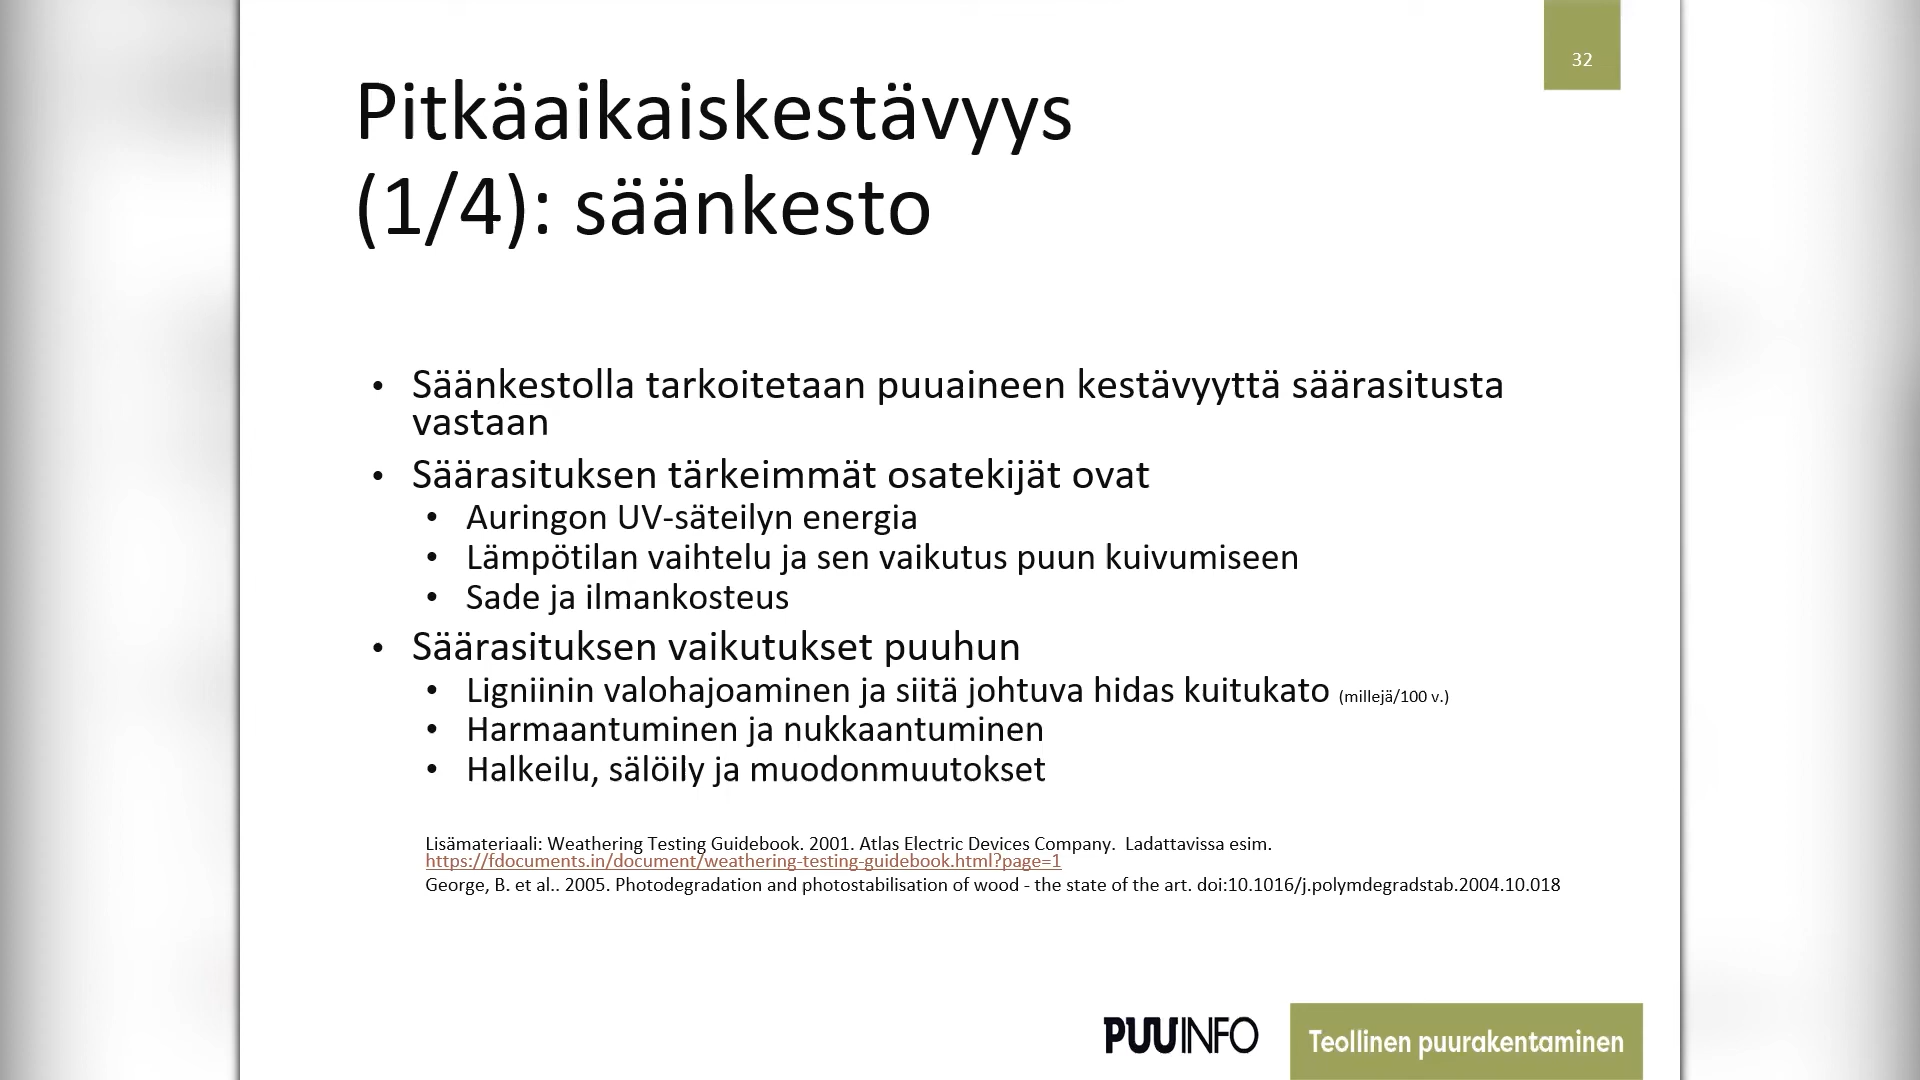 32
Pitkäaikaiskestävyys
(1/4): säänkesto
• Säänkestolla tarkoitetaan puuaineen kestävyyttä säärasitusta
vastaan
• Säärasituksen tärkeimmät osatekijät ovat
• Auringon UV-säteilyn energia
• Lämpötilan vaihtelu ja sen vaikutus puun kuivumiseen
• Sade ja ilmankosteus
• Säärasituksen vaikutukset puuhun
• Ligniinin valohajoaminen ja siitä johtuva hidas kuitukato (millejä/100 v.)
• Harmaantuminen ja nukkaantuminen
• Halkeilu, sälöily ja muodonmuutokset
Lisämateriaali: Weathering Testing Guidebook. 2001. Atlas Electric Devices Company. Ladattavissa esim.
https://fdocuments.in/document/weathering-testing-guidebook.html?page=1
George, B. et al.. 2005. Photodegradation and photostabilisation of wood - the state of the art. doi:10.1016/j.polymdegradstab.2004.10.018
PUUINFO
Teollinen puurakentaminen